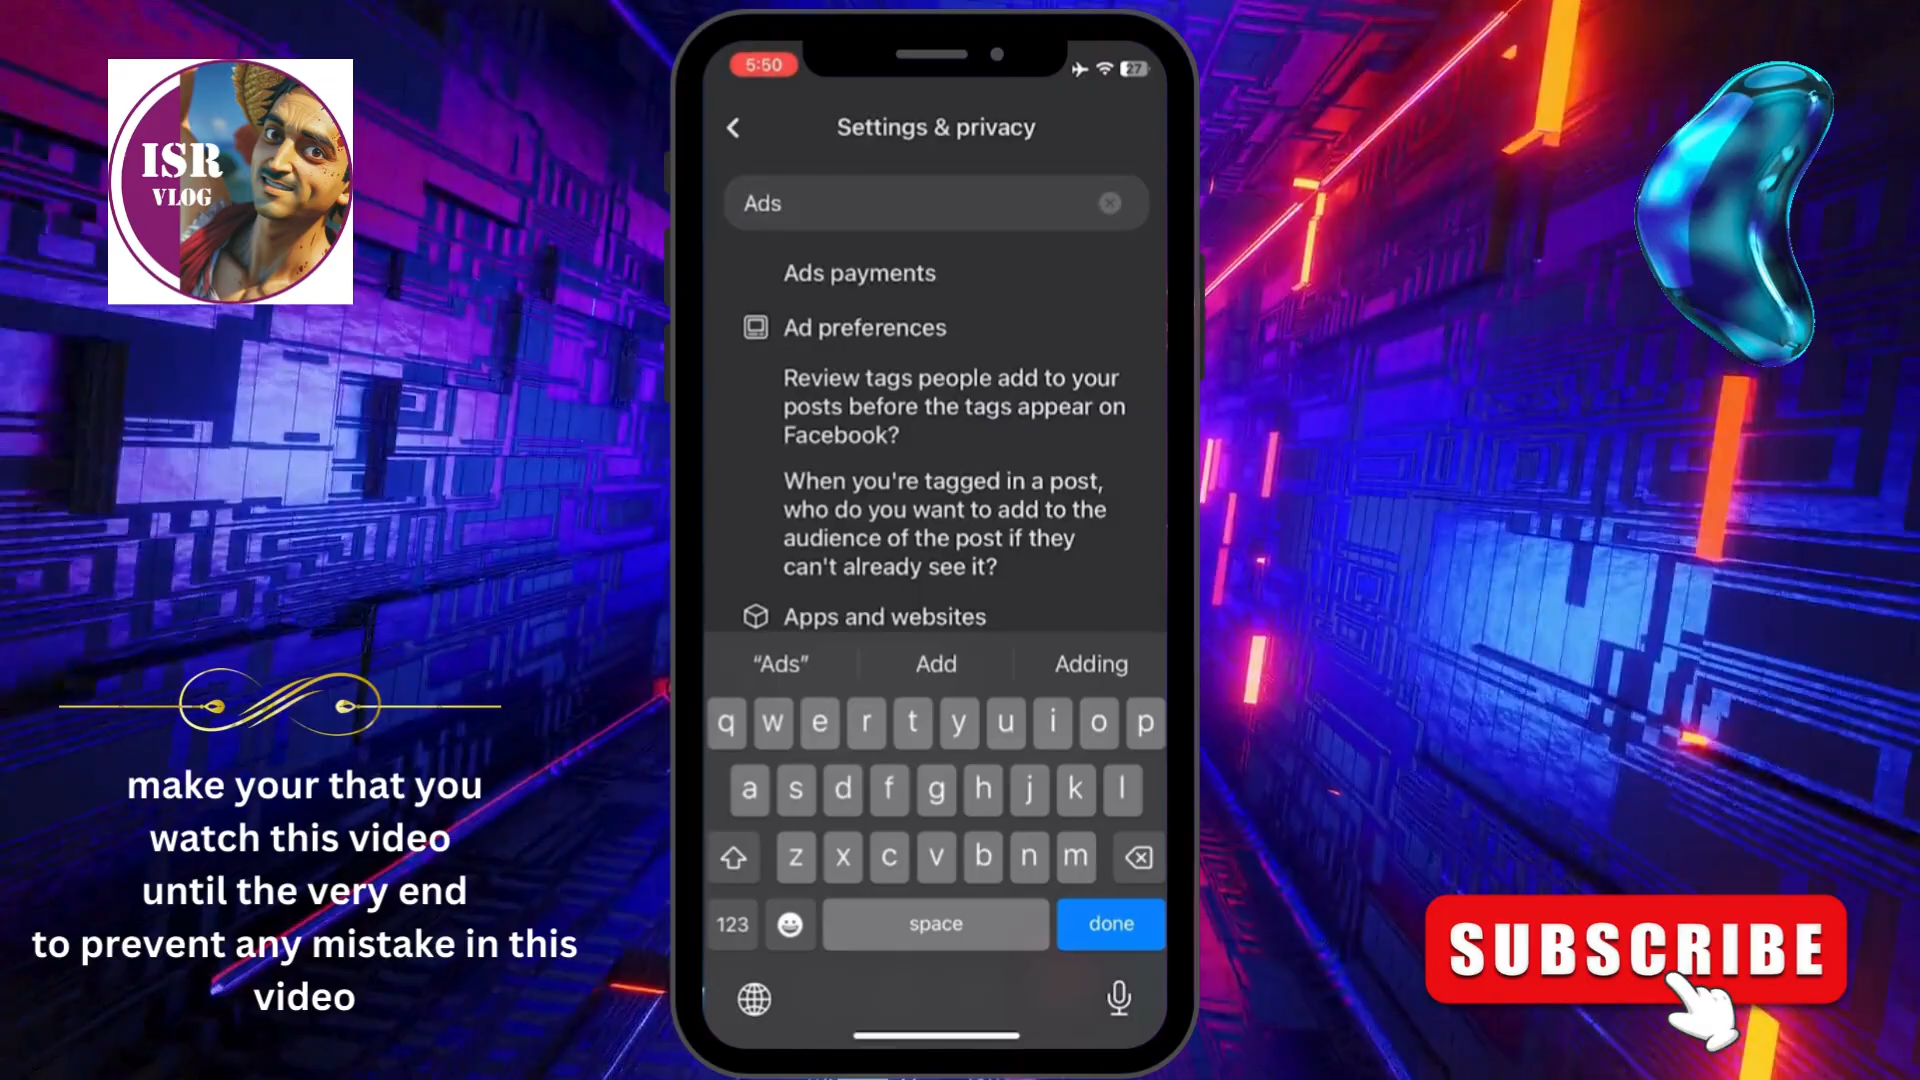 ISR
VLOG
5:50
27
Settings & privacy
Ads
Ads payments
Ad preferences
Review tags people add to your
posts before the tags appear on
Facebook?
When you're tagged in a post,
who do you want to add to the
audience of the post if they
can't already see it?
Apps and websites
“Ads” Add Adding
q w e r t y u i o p
a s d f g h j k l
z x c v b n m
123 space done
make your that you
watch this video
until the very end
to prevent any mistake in this
video
SUBSCRIBE